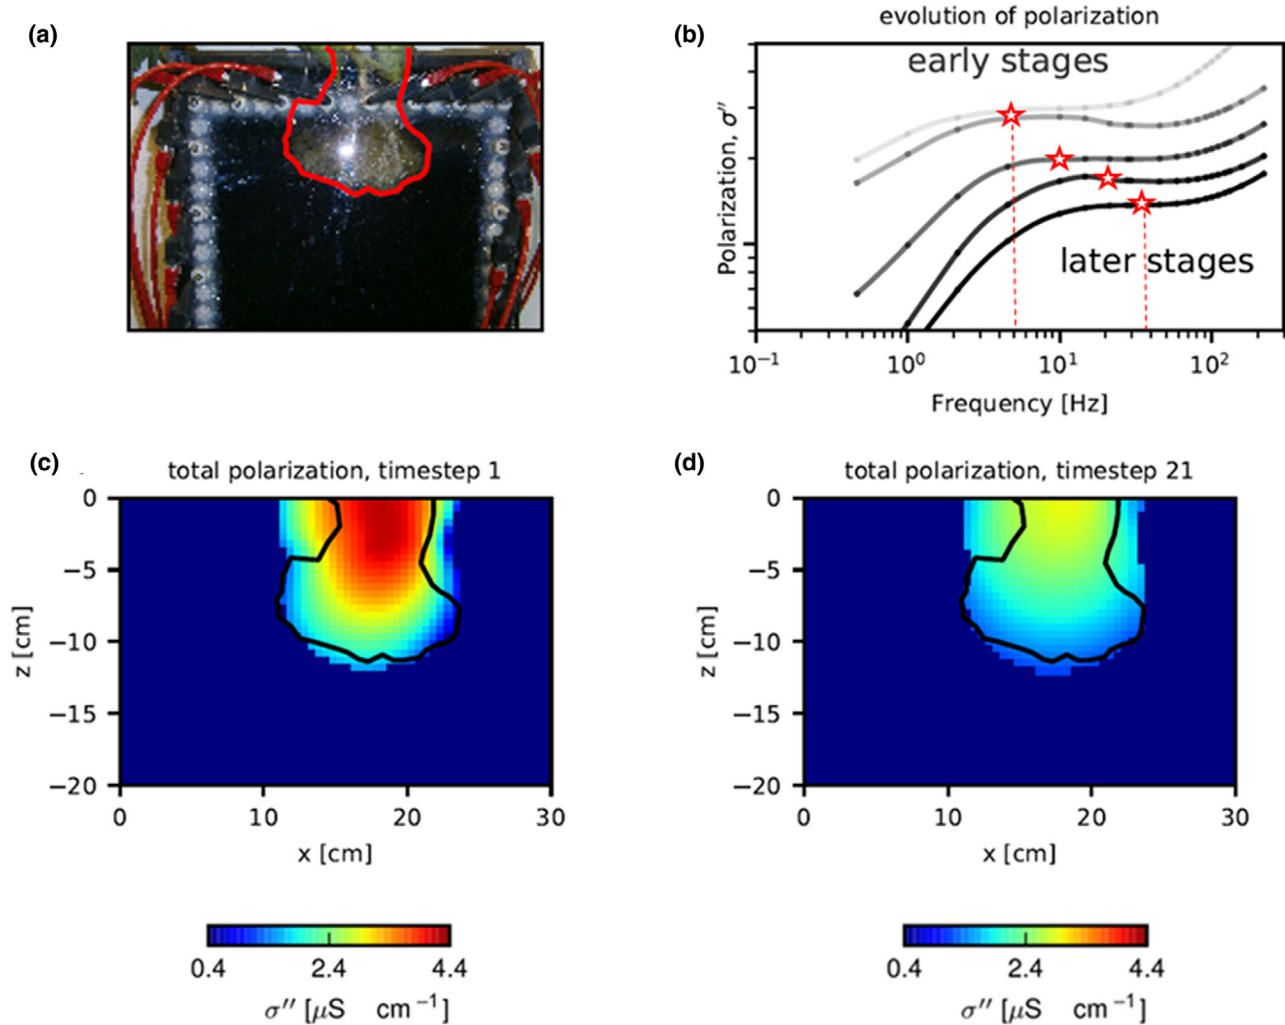 (a)
(b)
evolution of polarization
early stages
later stages
Polarization, σ″
10⁻¹ 10⁰ 10¹ 10²
Frequency [Hz]
(c)
total polarization, timestep 1
0
−5
−10
−15
−20
z [cm]
0 10 20 30
x [cm]
0.4 2.4 4.4
σ″ [μS cm⁻¹]
(d)
total polarization, timestep 21
0
−5
−10
−15
−20
z [cm]
0 10 20 30
x [cm]
0.4 2.4 4.4
σ″ [μS cm⁻¹]